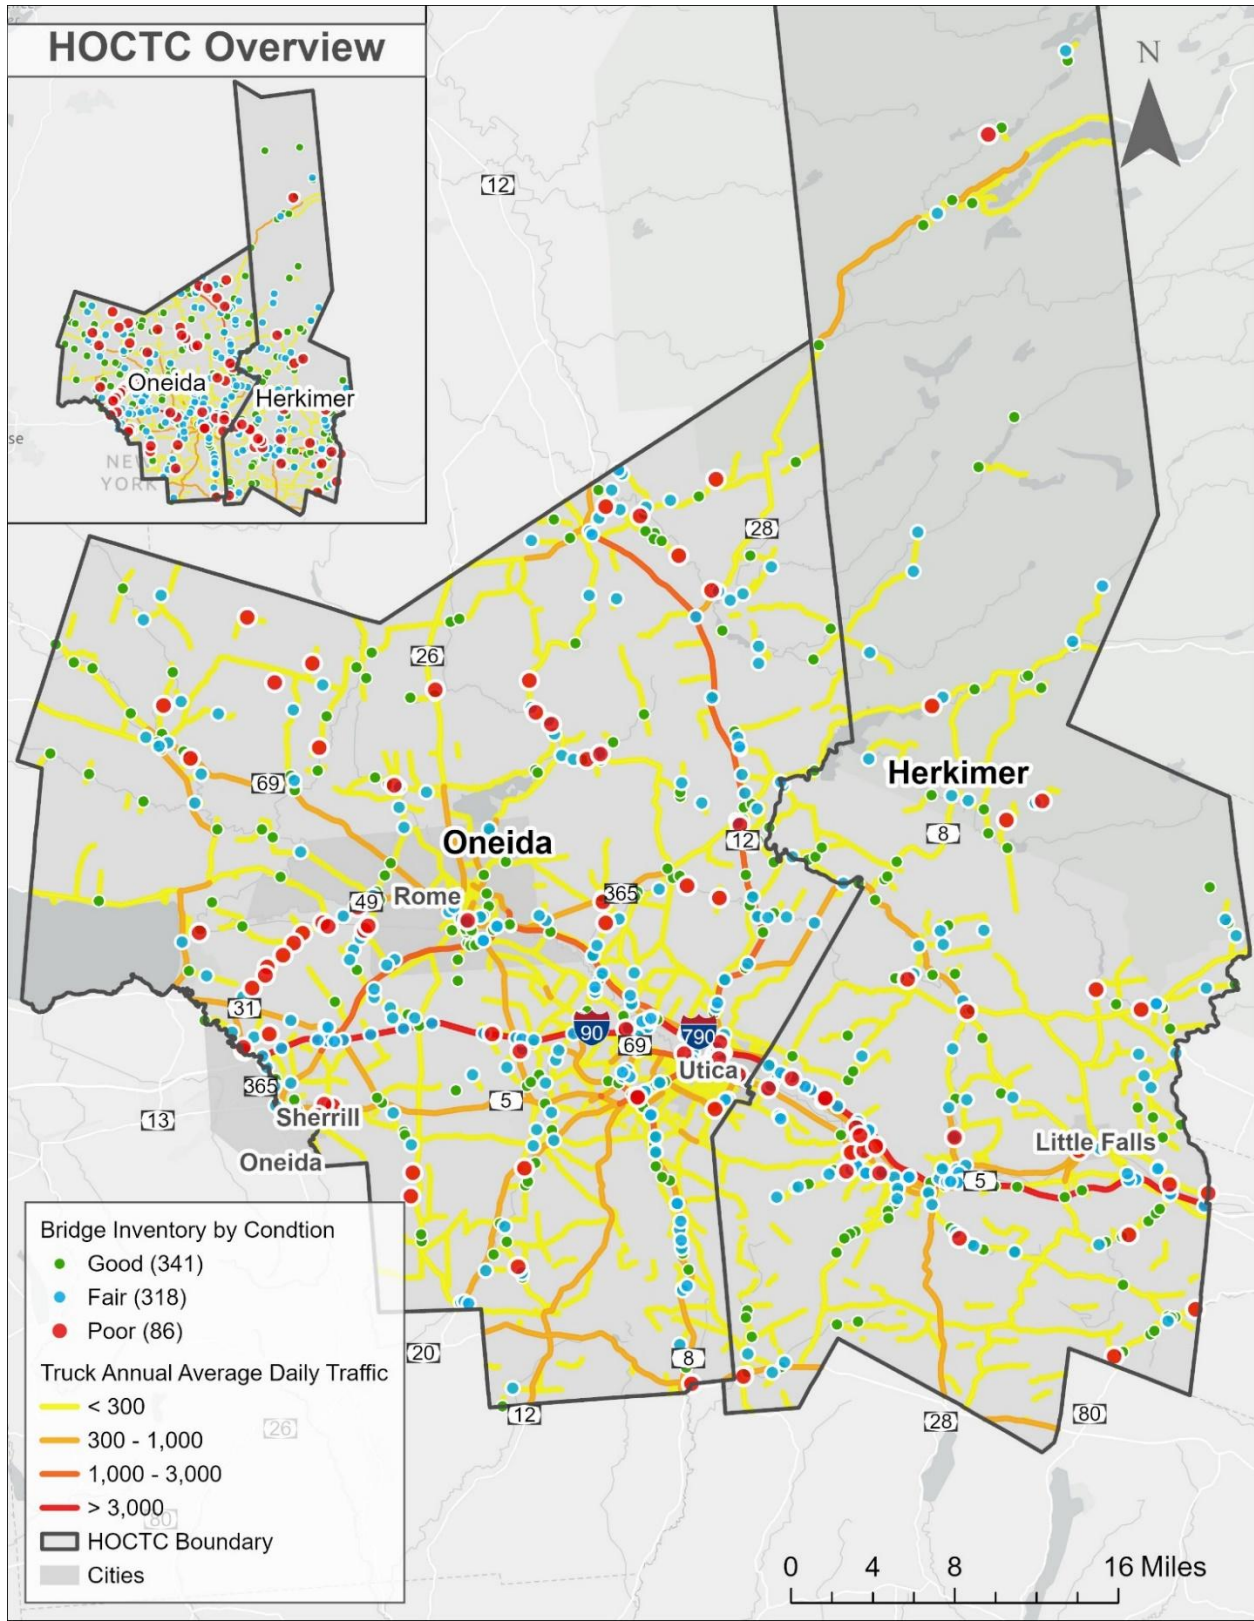 HOCTC Overview
N
12
Oneida
Herkimer
se
NEW
YORK
28
26
69
Herkimer
8
Oneida
12
Rome
365
49
31
90
790
69
Utica
365
5
13
Sherrill
Little Falls
Oneida
5
Bridge Inventory by Condtion
Good (341)
Fair (318)
Poor (86)
20
8
Truck Annual Average Daily Traffic
< 300
12
28
80
26
300 - 1,000
1,000 - 3,000
> 3,000
80
HOCTC Boundary
Cities
0 4 8 16 Miles